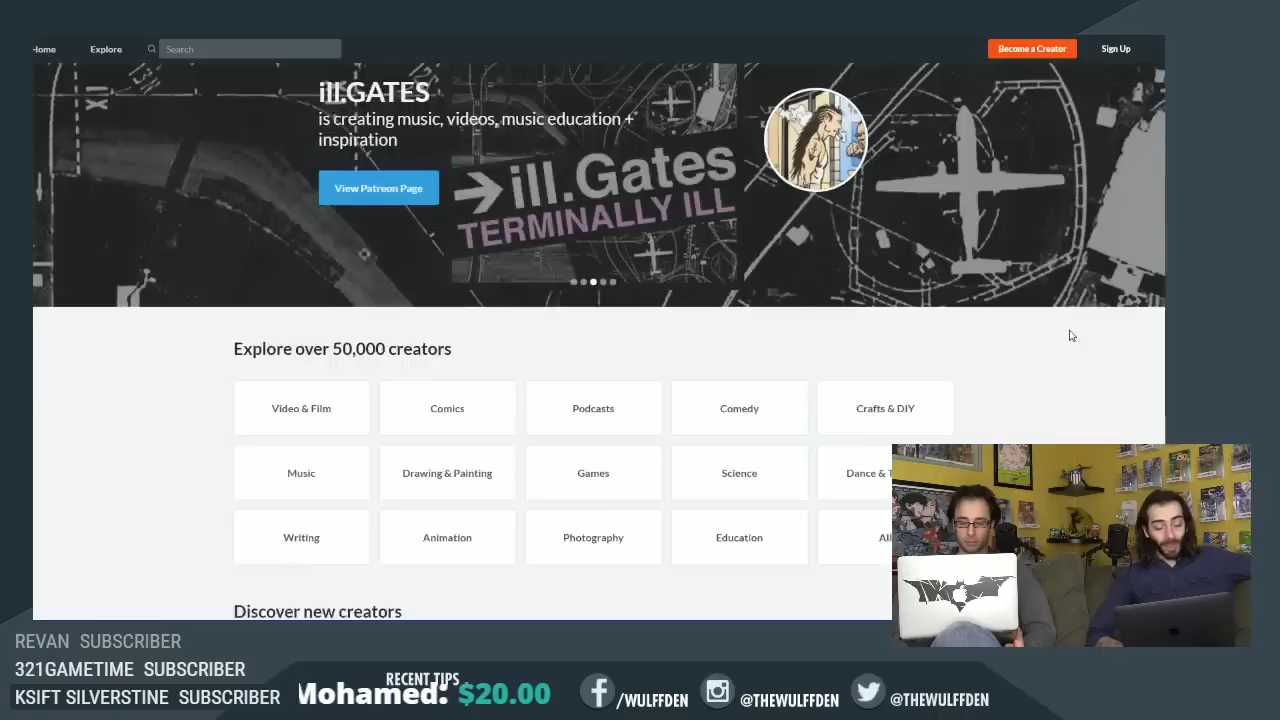 Home Explore Search Become a Creator Sign Up
ill.GATES
is creating music, videos, music education +
inspiration
View Patreon Page
ill.Gates
TERMINALLY ILL
Explore over 50,000 creators
Video & Film Comics Podcasts Comedy Crafts & DIY
Music Drawing & Painting Games Science Dance & T
Writing Animation Photography Education All
Discover new creators
REVAN SUBSCRIBER
321GAMETIME SUBSCRIBER
KSIFT SILVERSTINE SUBSCRIBER
RECENT TIPS
Mohamed: $20.00
/WULFFDEN @THEWULFFDEN @THEWULFFDEN